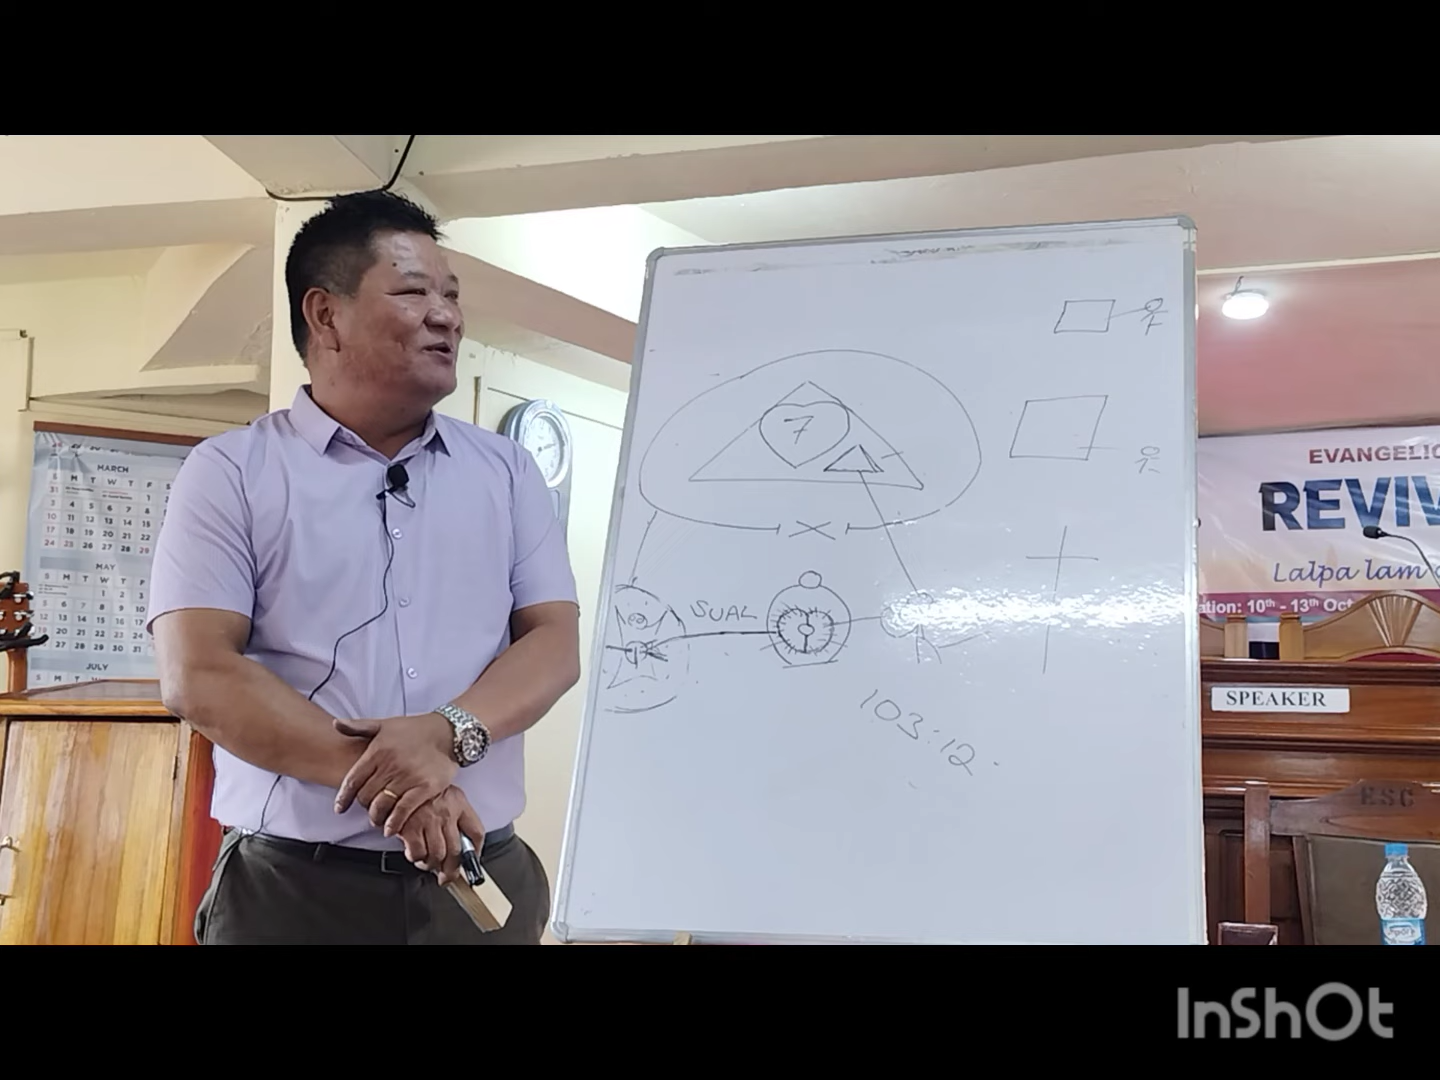 7
SUAL
103:12
MARCH
S M T W T F S
MAY
S M T W T F
JULY
EVANGELIC
REVIV
Lalpa lam
ation: 10th - 13th Oct
SPEAKER
ESC
InShOt